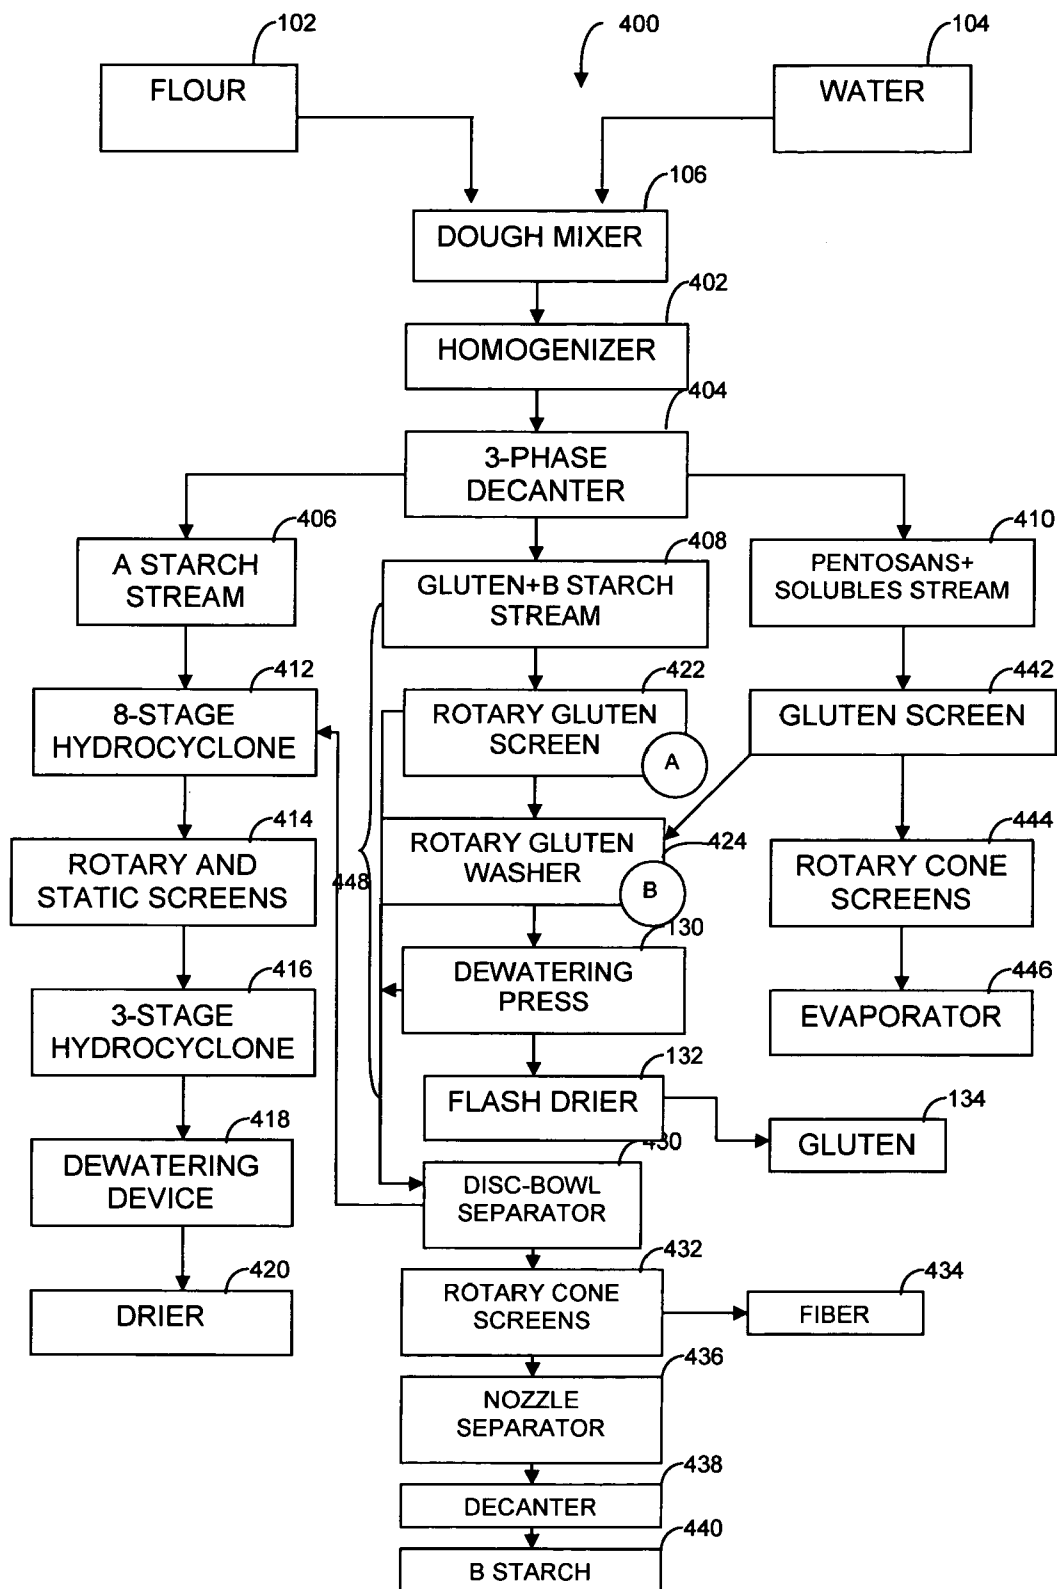 102
400
104
FLOUR
WATER
106
DOUGH MIXER
402
HOMOGENIZER
404
3-PHASE
DECANTER
406
A STARCH
STREAM
408
GLUTEN+B STARCH
STREAM
410
PENTOSANS+
SOLUBLES STREAM
412
8-STAGE
HYDROCYCLONE
422
ROTARY GLUTEN
SCREEN
A
442
GLUTEN SCREEN
414
ROTARY AND
STATIC SCREENS
448
ROTARY GLUTEN
WASHER
424
B
444
ROTARY CONE
SCREENS
416
3-STAGE
HYDROCYCLONE
130
DEWATERING
PRESS
446
EVAPORATOR
418
DEWATERING
DEVICE
132
FLASH DRIER
134
GLUTEN
430
DISC-BOWL
SEPARATOR
420
DRIER
432
ROTARY CONE
SCREENS
434
FIBER
436
NOZZLE
SEPARATOR
438
DECANTER
440
B STARCH